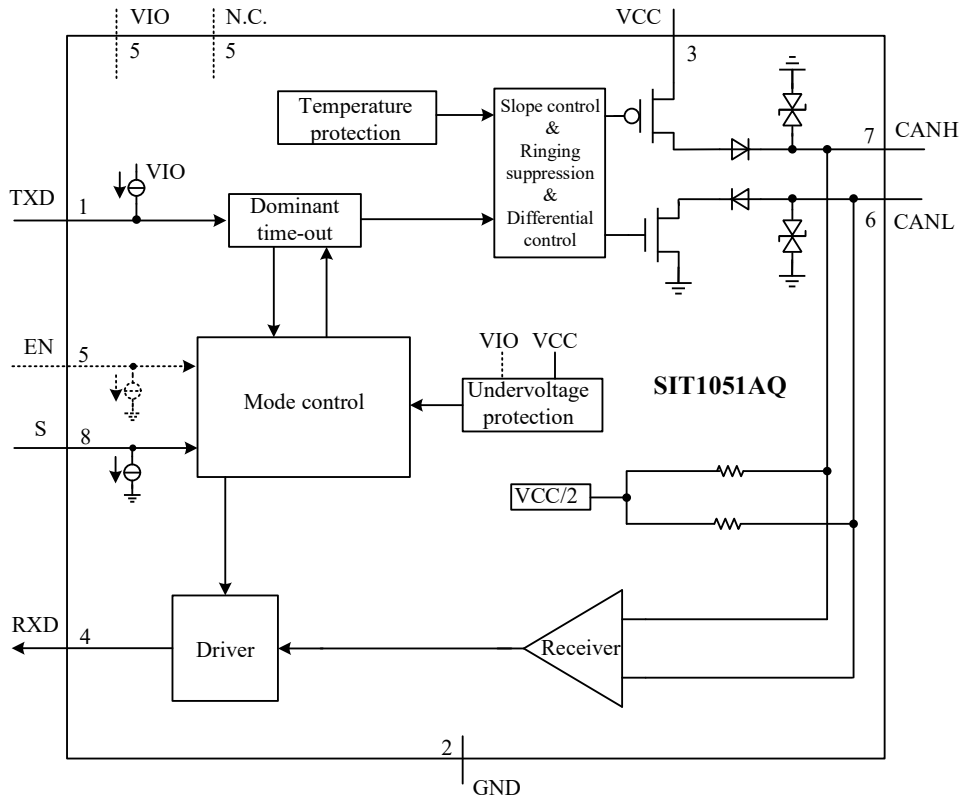 VIO
N.C.
VCC
5
5
3
Temperature
protection
Slope control
&
Ringing
suppression
&
Differential
control
7
CANH
VIO
TXD
1
Dominant
time-out
6
CANL
EN
5
VIO
VCC
Mode control
Undervoltage
protection
SIT1051AQ
S
8
VCC/2
RXD
4
Driver
Receiver
2
GND